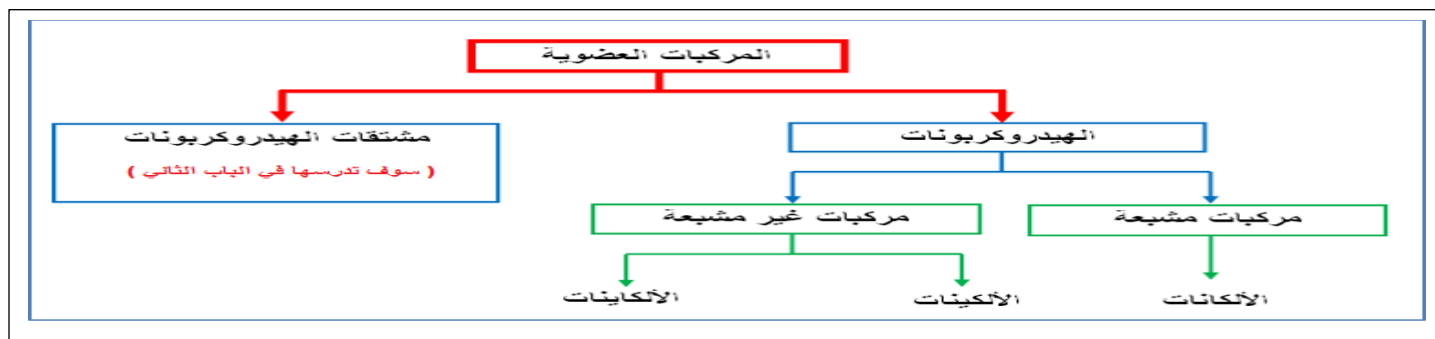 المركبات العضوية
الهيدروكربونات
مشتقات الهيدروكربونات
( سوف تدرسها في الباب الثاني )
مركبات مشبعة
مركبات غير مشبعة
الألكانات
الألكينات
الألكاينات